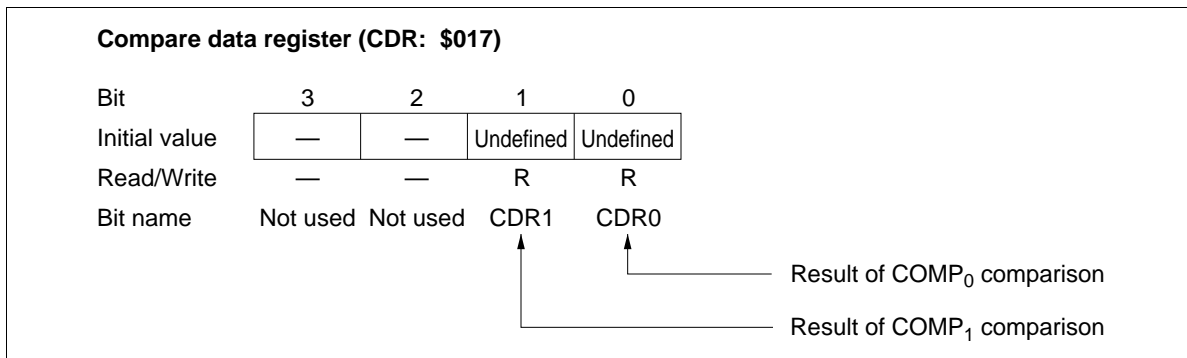 Compare data register (CDR: $017)
Bit 3 2 1 0
Initial value — — Undefined Undefined
Read/Write — — R R
Bit name Not used Not used CDR1 CDR0
Result of COMP0 comparison
Result of COMP1 comparison